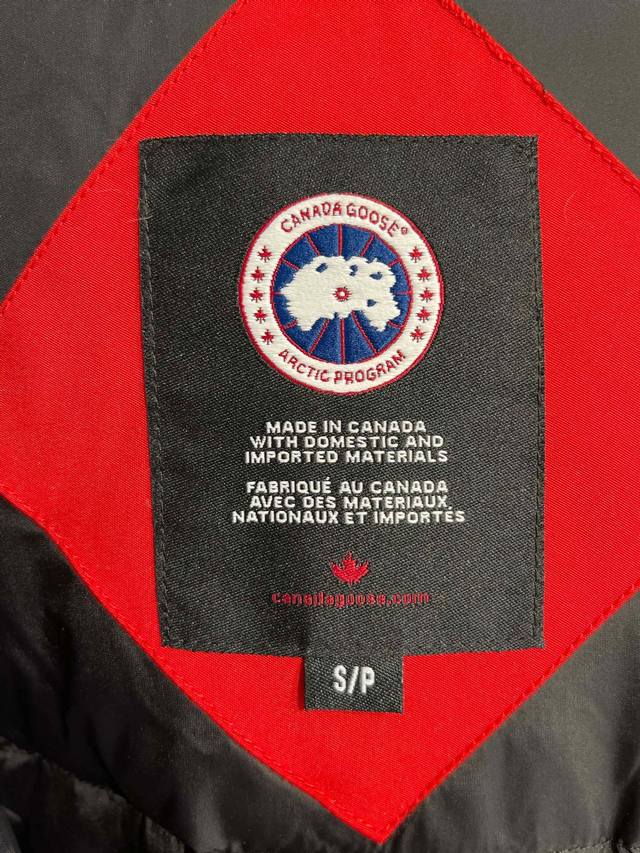 CANADA GOOSE®
ARCTIC PROGRAM
MADE IN CANADA
WITH DOMESTIC AND
IMPORTED MATERIALS
FABRIQUÉ AU CANADA
AVEC DES MATERIAUX
NATIONAUX ET IMPORTÉS
canadagoose.com
S/P